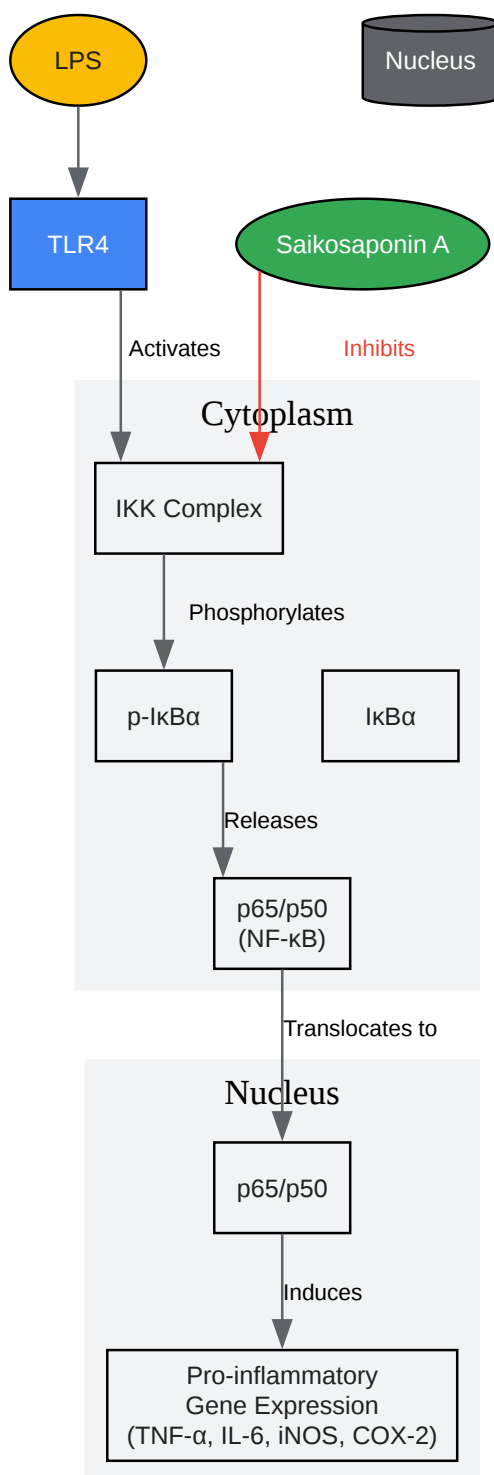 LPS
Nucleus
TLR4
Saikosaponin A
Activates
Inhibits
Cytoplasm
IKK Complex
Phosphorylates
p-IκBα
IκBα
Releases
p65/p50
(NF-κB)
Translocates to
Nucleus
p65/p50
Induces
Pro-inflammatory
Gene Expression
(TNF-α, IL-6, iNOS, COX-2)